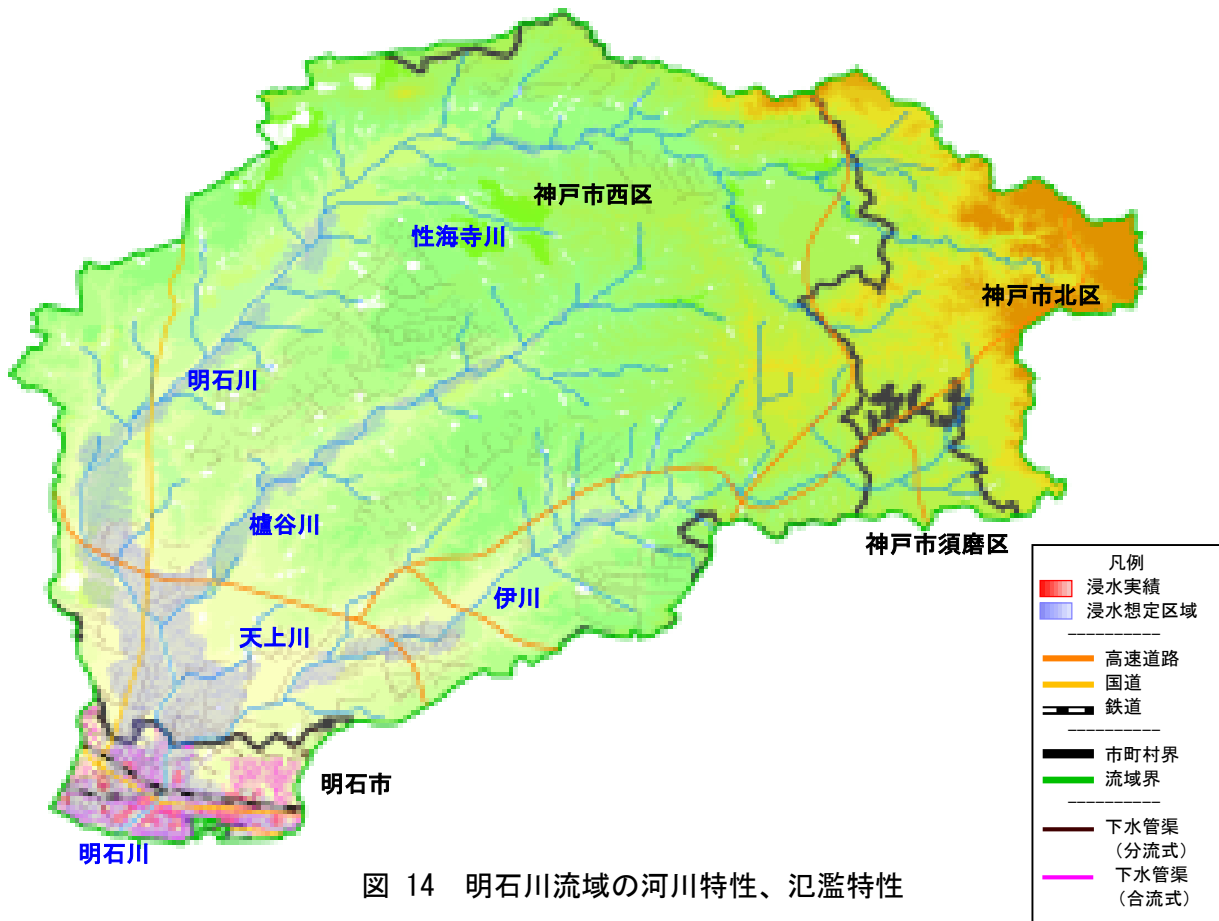 神戸市西区
性海寺川
神戸市北区
明石川
櫨谷川
神戸市須磨区
伊川
天上川
明石市
明石川
凡例
浸水実績
浸水想定区域
----------
高速道路
国道
鉄道
----------
市町村界
流域界
----------
下水管渠
(分流式)
下水管渠
(合流式)
図 14 明石川流域の河川特性、氾濫特性